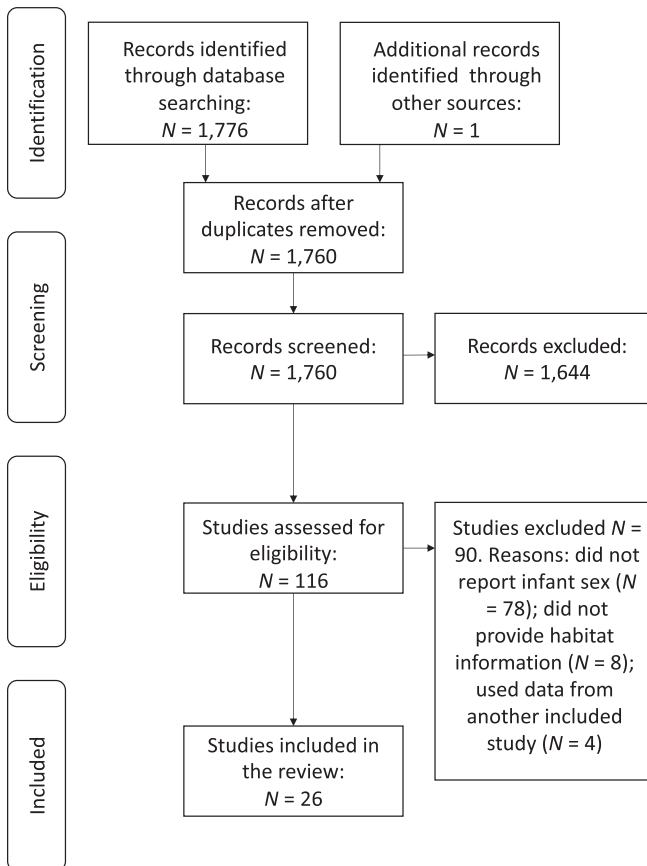 Identification
Records identified
through database
searching:
N = 1,776
Additional records
identified through
other sources:
N = 1
Records after
duplicates removed:
N = 1,760
Screening
Records screened:
N = 1,760
Records excluded:
N = 1,644
Eligibility
Studies assessed for
eligibility:
N = 116
Studies excluded N =
90. Reasons: did not
report infant sex (N
= 78); did not
provide habitat
information (N = 8);
used data from
another included
study (N = 4)
Included
Studies included in
the review:
N = 26